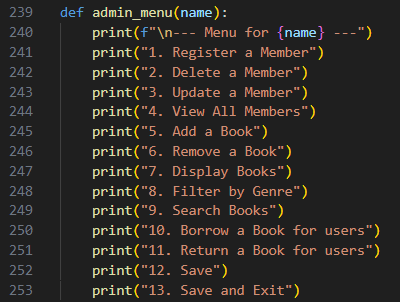 239 def admin_menu(name):
240     print(f"\n--- Menu for {name} ---")
241     print("1. Register a Member")
242     print("2. Delete a Member")
243     print("3. Update a Member")
244     print("4. View All Members")
245     print("5. Add a Book")
246     print("6. Remove a Book")
247     print("7. Display Books")
248     print("8. Filter by Genre")
249     print("9. Search Books")
250     print("10. Borrow a Book for users")
251     print("11. Return a Book for users")
252     print("12. Save")
253     print("13. Save and Exit")